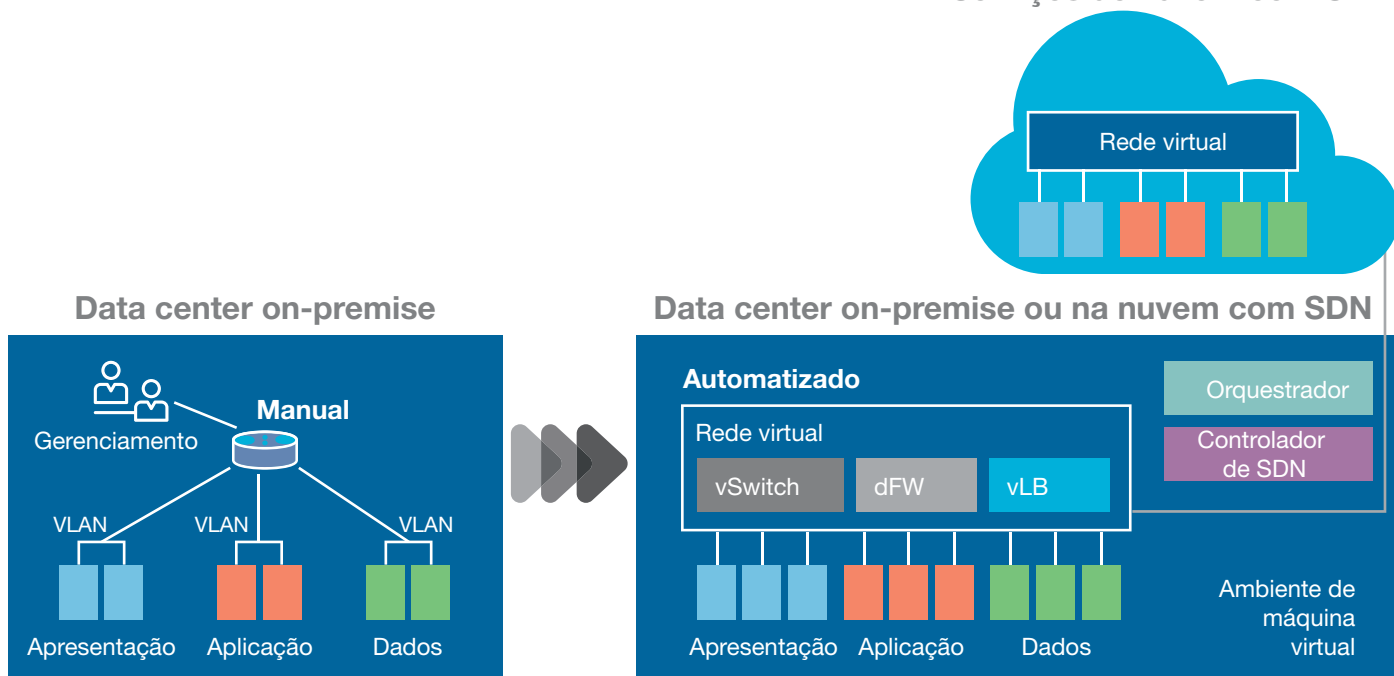 Rede virtual
Data center on-premise
Gerenciamento
Manual
VLAN
VLAN
VLAN
Apresentação
Aplicação
Dados
Data center on-premise ou na nuvem com SDN
Automatizado
Rede virtual
vSwitch
dFW
vLB
Orquestrador
Controlador
de SDN
Apresentação
Aplicação
Dados
Ambiente de
máquina
virtual